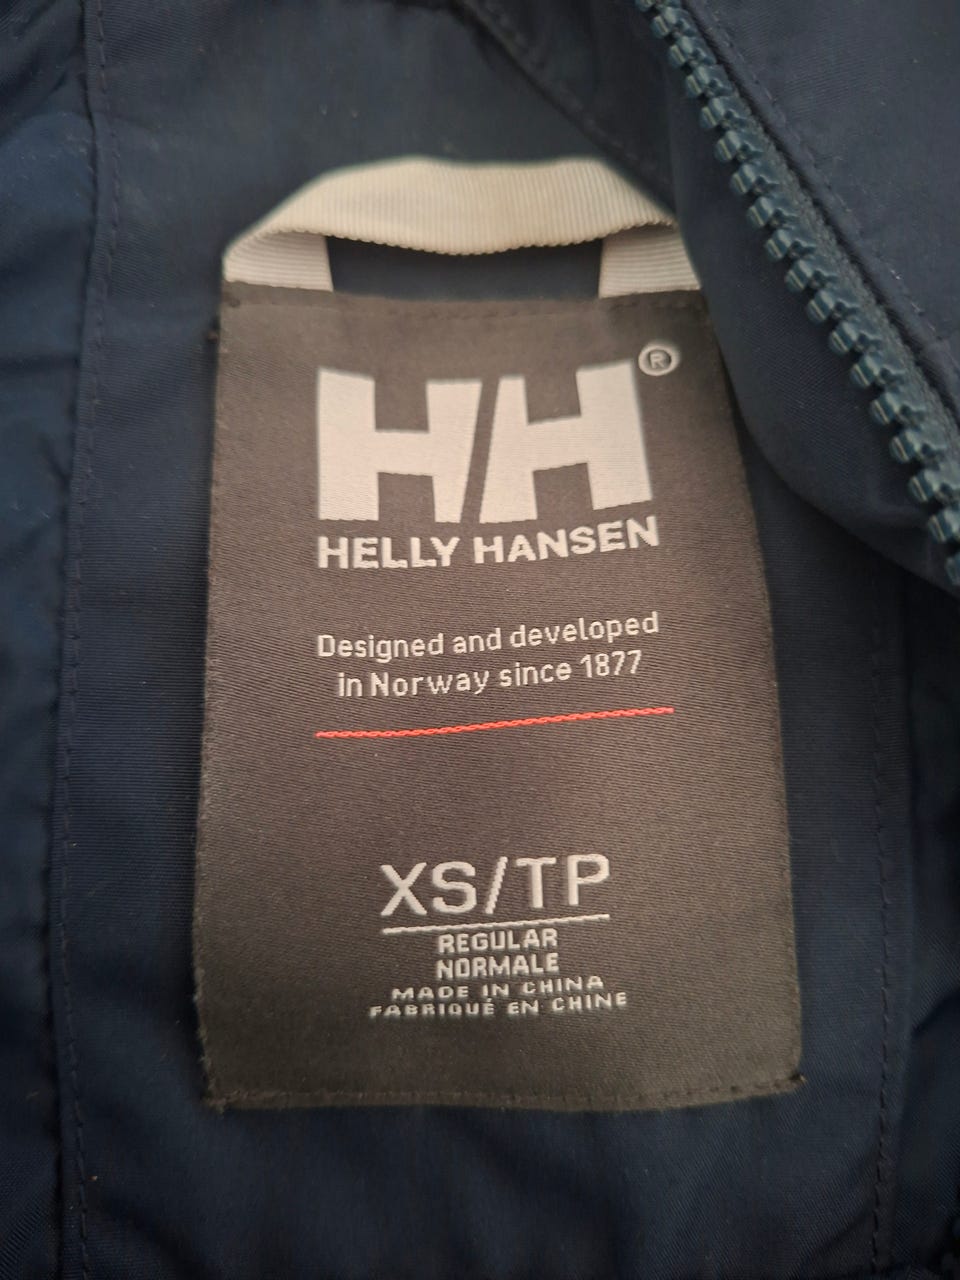 HH®
HELLY HANSEN
Designed and developed
in Norway since 1877
XS/TP
REGULAR
NORMALE
MADE IN CHINA
FABRIQUÉ EN CHINE